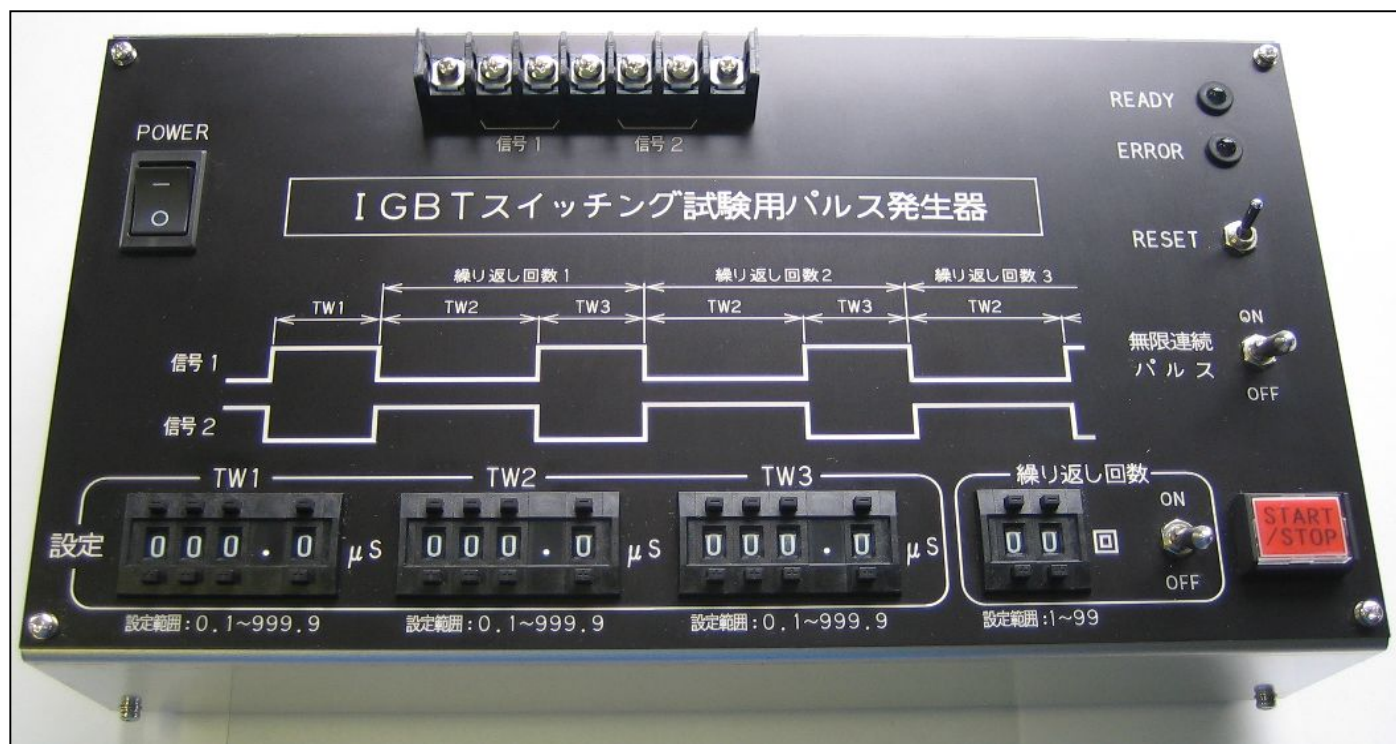 POWER
信号1 信号2
READY
ERROR
IGBTスイッチング試験用パルス発生器
RESET
繰り返し回数1 繰り返し回数2 繰り返し回数3
TW1 TW2 TW3 TW2 TW3 TW2
信号1
信号2
ON
無限連続
パルス
OFF
TW1 TW2 TW3 繰り返し回数
設定 000.0 μS 000.0 μS 000.0 μS 00 回
ON
OFF
START
/STOP
設定範囲:0.1~999.9 設定範囲:0.1~999.9 設定範囲:0.1~999.9 設定範囲:1~99